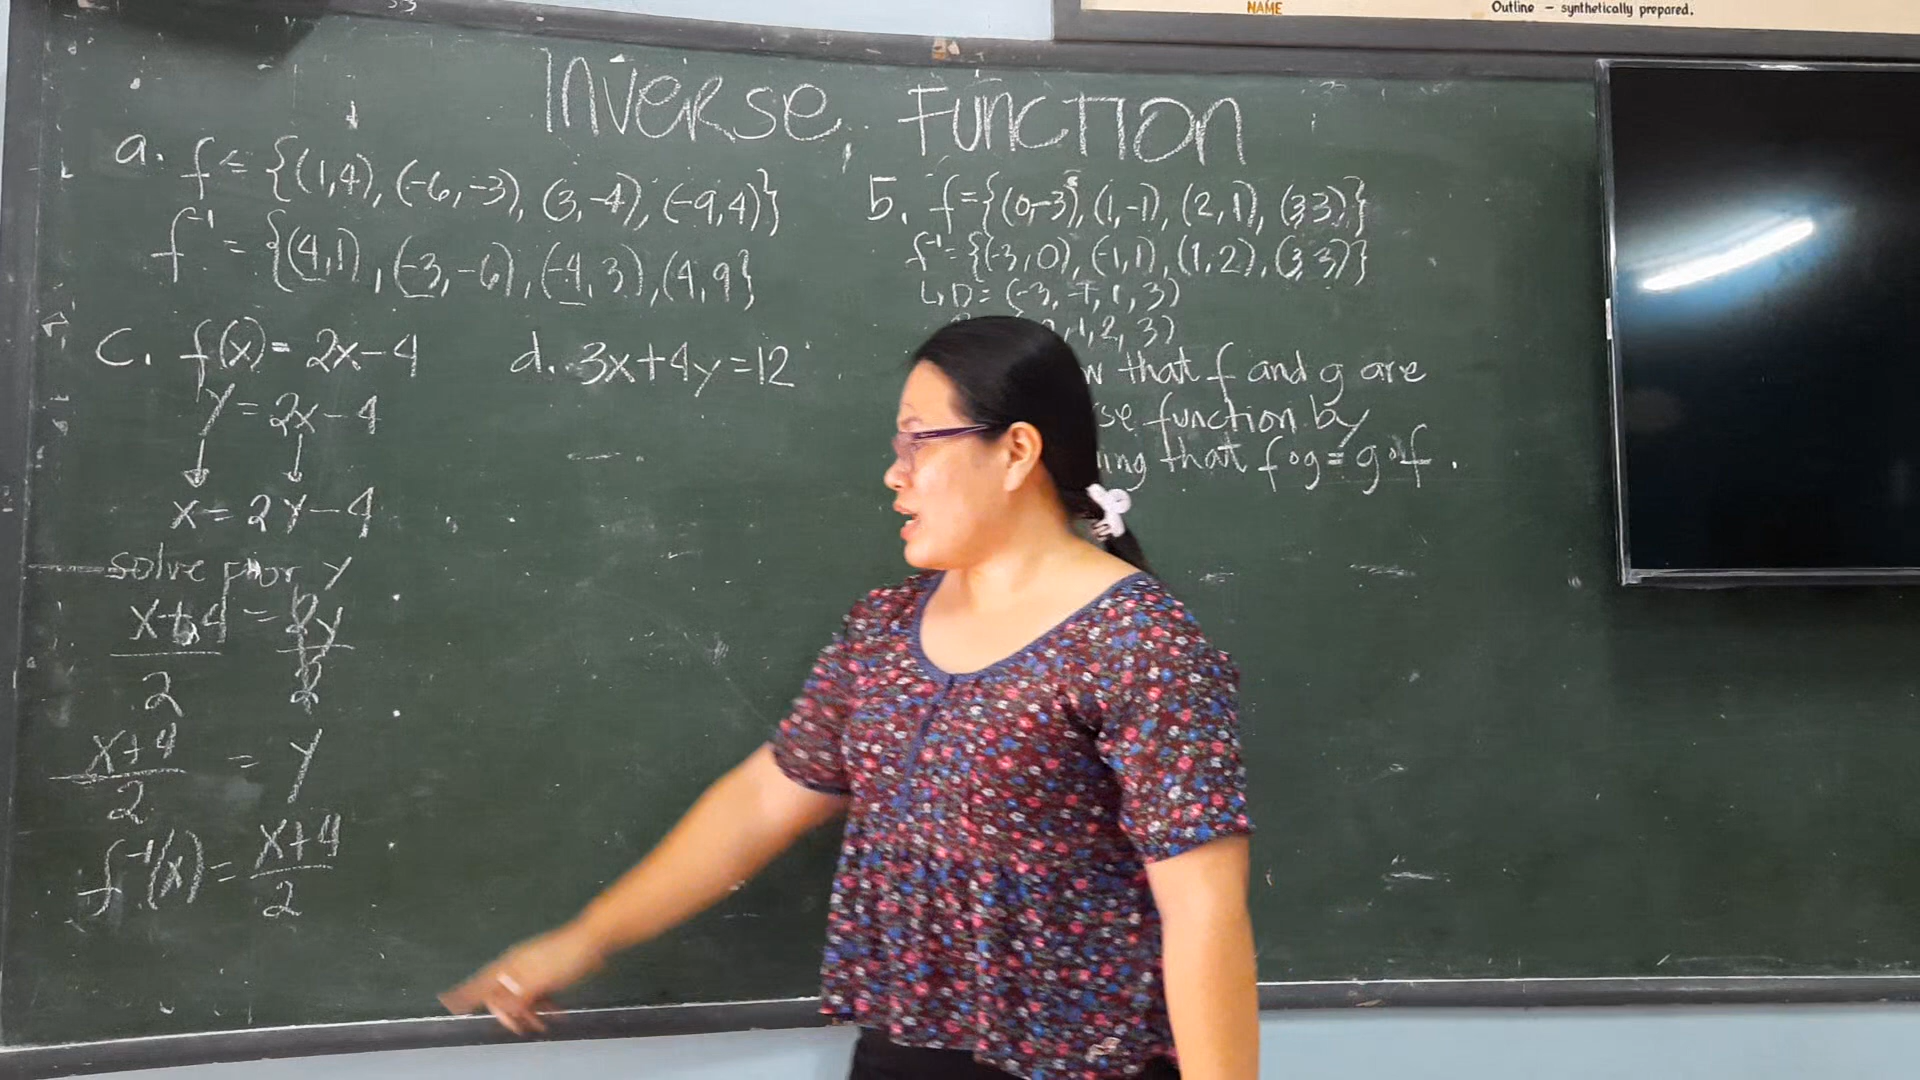 NAME
Outline – synthetically prepared.
Inverse Function
a. f = {(1,4), (-6,-3), (3,-4), (-9,4)}
f⁻¹ = {(4,1), (-3,-6), (-4,3), (4,9}
c. f(x) = 2x-4
y = 2x-4
x = 2y-4
solve for y
x+4 = 2y
2 2
x+4 = y
2
f⁻¹(x) = x+4
2
d. 3x+4y=12
5. f={(0,-3), (1,-1), (2,1), (3,3)}
f⁻¹={(-3,0), (-1,1), (1,2), (3,3)}
D = (-3, -1, 1, 3)
,1,2,3)
that f and g are
function by
that f∘g = g∘f.